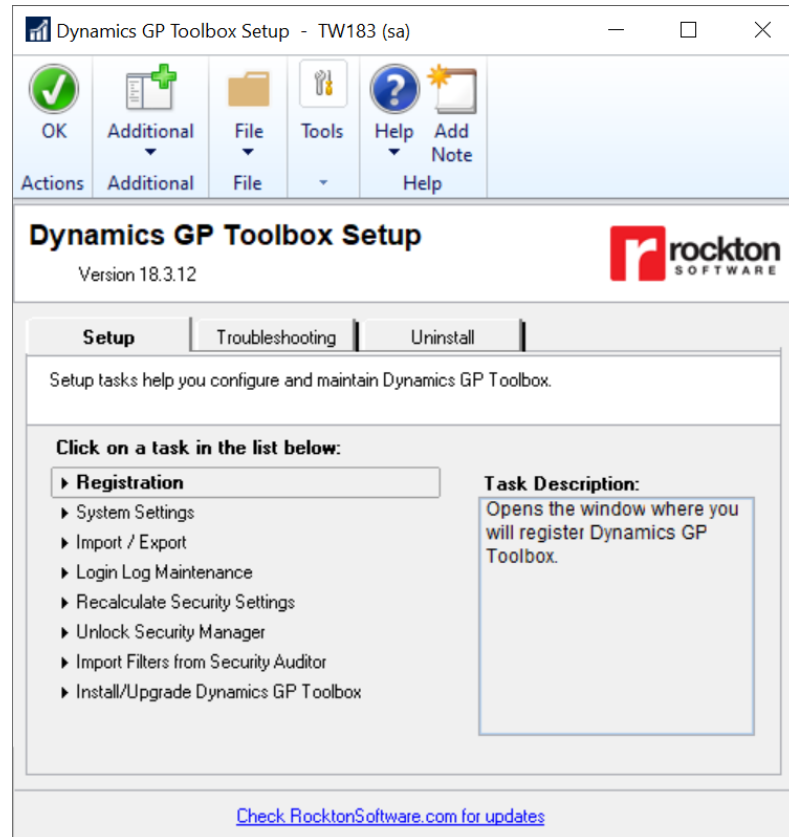 Dynamics GP Toolbox Setup - TW183 (sa)
OK
Additional
File
Tools
Help
Add Note
Actions
Additional
File
Help
Dynamics GP Toolbox Setup
Version 18.3.12
rockton
SOFTWARE
Setup
Troubleshooting
Uninstall
Setup tasks help you configure and maintain Dynamics GP Toolbox.
Click on a task in the list below:
Registration
System Settings
Import / Export
Login Log Maintenance
Recalculate Security Settings
Unlock Security Manager
Import Filters from Security Auditor
Install/Upgrade Dynamics GP Toolbox
Task Description:
Opens the window where you
will register Dynamics GP
Toolbox.
Check RocktonSoftware.com for updates